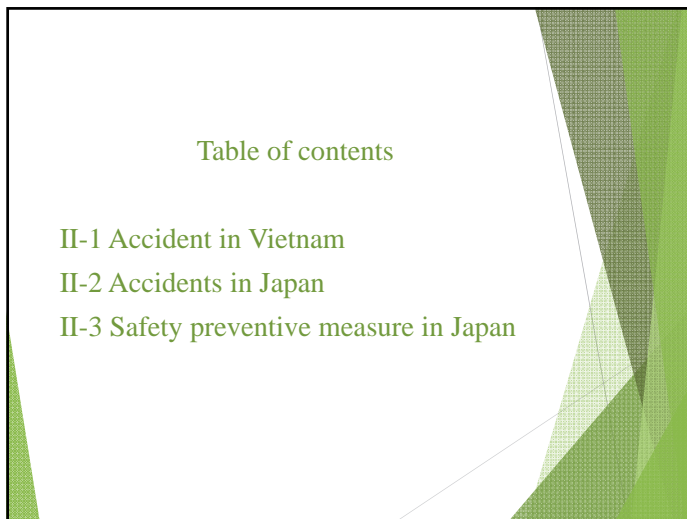 Table of contents
II-1 Accident in Vietnam
II-2 Accidents in Japan
II-3 Safety preventive measure in Japan